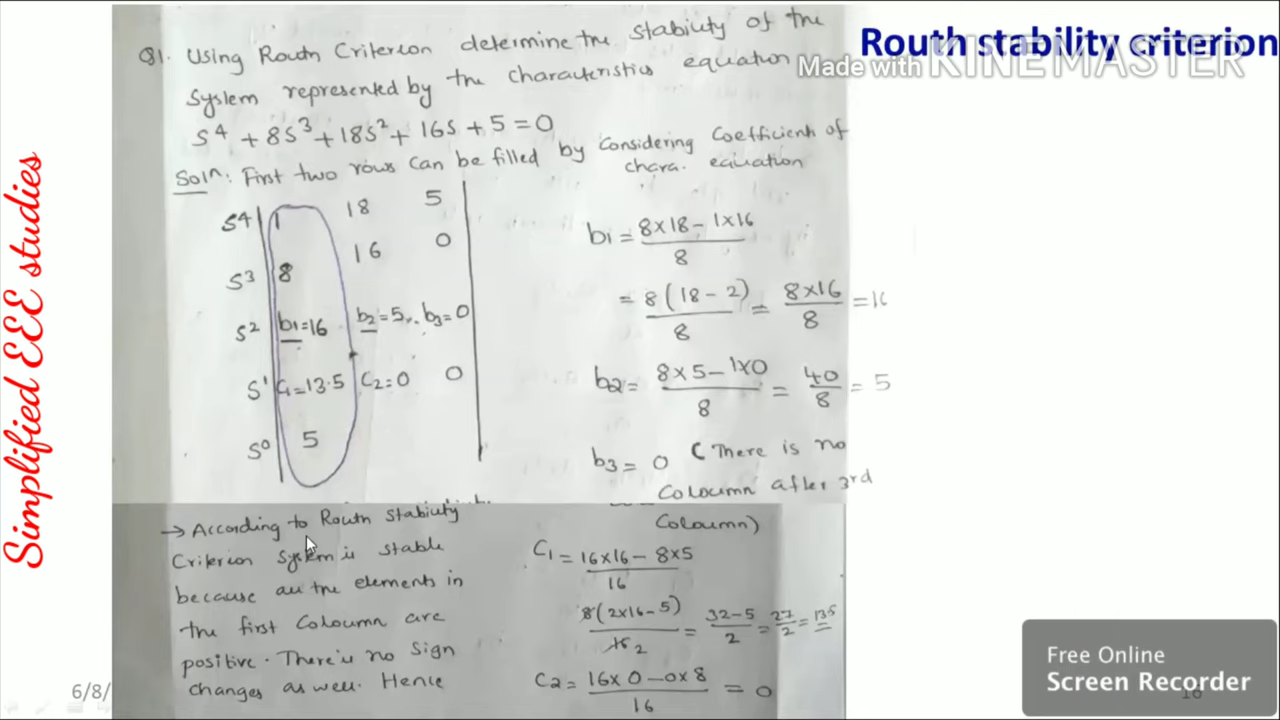 Routh stability criterion
Made with KINEMASTER
Simplified EEE studies
Q1. Using Routh Criterion determine the stability of the
System represented by the characteristics equation
S⁴ + 8S³ + 18S² + 16S + 5 = 0
Soln: First two rows can be filled by considering Coefficient of
chara. equation
S⁴ 1 18 5
S³ 8 16 0
S² b1=16 b2=5 b3=0
S¹ C1=13.5 C2=0 0
S⁰ 5
b1 = 8×18 - 1×16 / 8
= 8(18-2) / 8 = 8×16 / 8 = 16
b2 = 8×5 - 1×0 / 8 = 40 / 8 = 5
b3 = 0 (There is no
Coloumn after 3rd
Coloumn)
→ According to Routh stability
Criterion System is stable
because all the elements in
the first Coloumn are
positive. There is no sign
changes as well. Hence
C1 = 16×16 - 8×5 / 16
8(2×16-5) / 16 2 = 32-5 / 2 = 27 / 2 = 13.5
C2 = 16×0 - 0×8 / 16 = 0
6/8/
Free Online
Screen Recorder